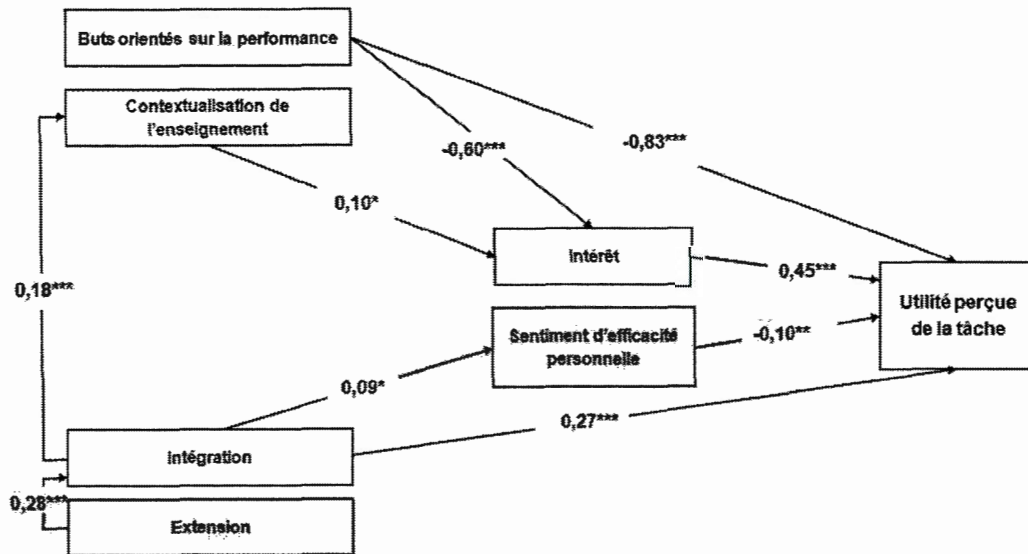 Buts orientés sur la performance
Contextualisation de
l'enseignement
-0,83***
-0,60***
0,10*
Intérêt
0,45***
0,18***
Utilité perçue
de la tâche
Sentiment d'efficacité
personnelle
-0,10**
0,09*
0,27***
Intégration
0,28***
Extension